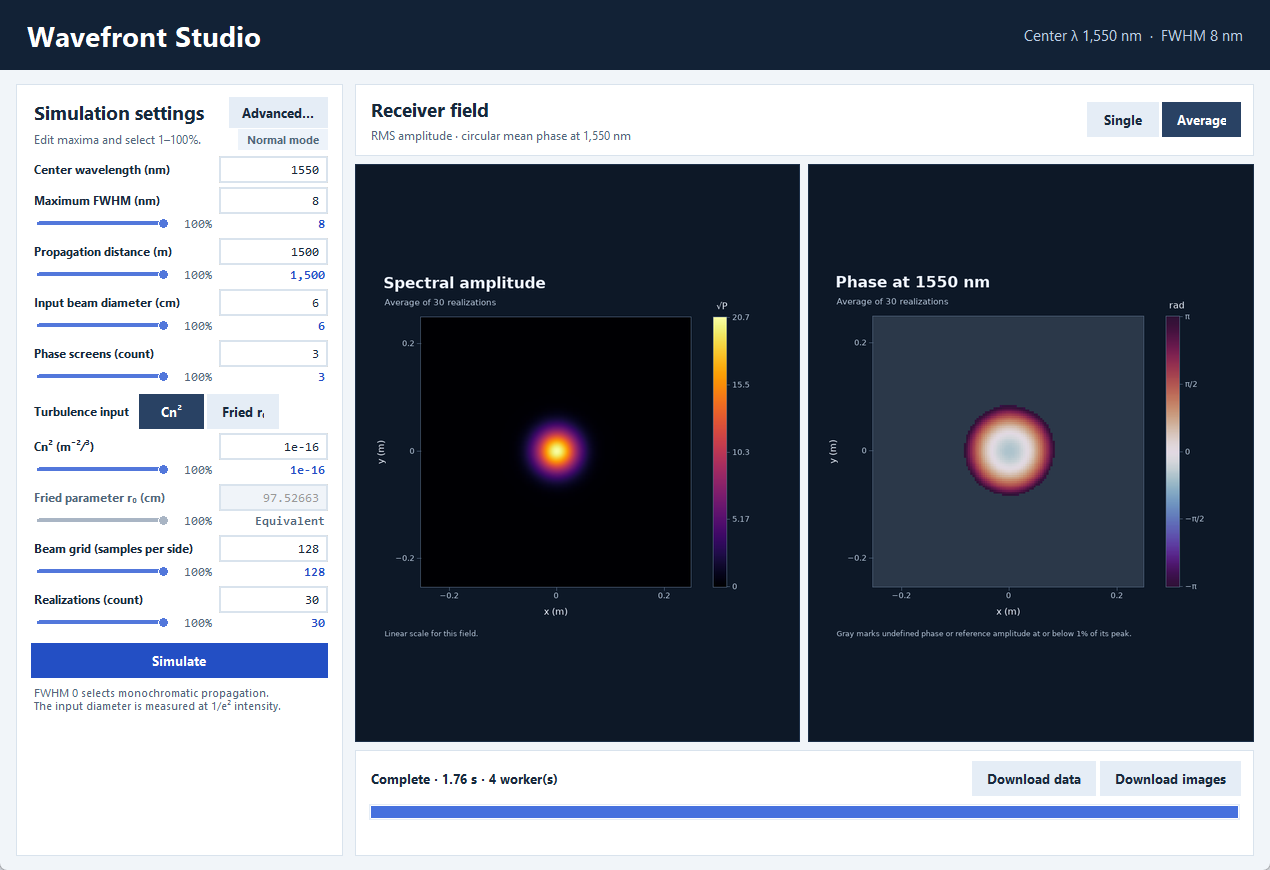 Wavefront Studio
Center λ 1,550 nm · FWHM 8 nm
Simulation settings
Advanced...
Edit maxima and select 1–100%.
Normal mode
Center wavelength (nm)
1550
Maximum FWHM (nm)
8
100%
8
Propagation distance (m)
1500
100%
1,500
Input beam diameter (cm)
6
100%
6
Phase screens (count)
3
100%
3
Turbulence input
Cn²
Fried r₀
Cn² (m⁻²ᐟ³)
1e-16
100%
1e-16
Fried parameter r₀ (cm)
97.52663
100%
Equivalent
Beam grid (samples per side)
128
100%
128
Realizations (count)
30
100%
30
Simulate
FWHM 0 selects monochromatic propagation.
The input diameter is measured at 1/e² intensity.
Receiver field
RMS amplitude · circular mean phase at 1,550 nm
Single
Average
Spectral amplitude
Average of 30 realizations
√P
20.7
15.5
10.3
5.17
0
0.2
0
−0.2
y (m)
−0.2
0
0.2
x (m)
Linear scale for this field.
Phase at 1550 nm
Average of 30 realizations
rad
π
π/2
0
−π/2
−π
0.2
0
−0.2
y (m)
−0.2
0
0.2
x (m)
Gray marks undefined phase or reference amplitude at or below 1% of its peak.
Complete · 1.76 s · 4 worker(s)
Download data
Download images